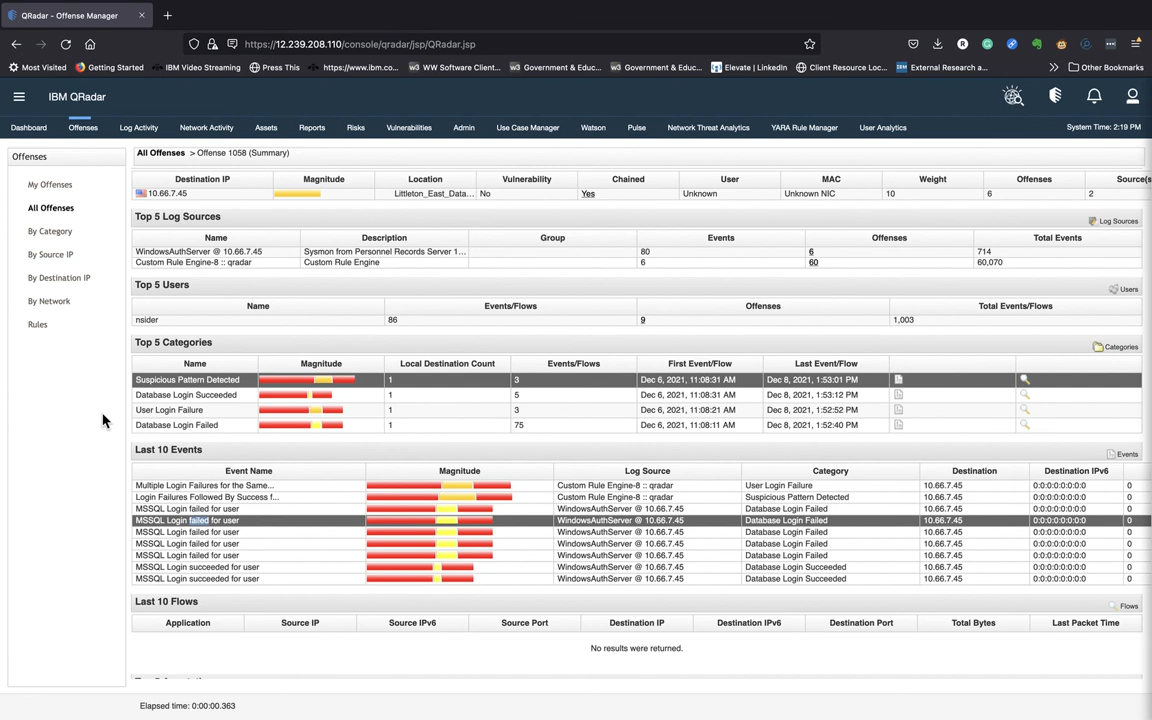 QRadar - Offense Manager
https://12.239.208.110/console/qradar/jsp/QRadar.jsp
Most Visited Getting Started IBM Video Streaming Press This https://www.ibm.co... WW Software Client... Government & Educ... Government & Educ... Elevate | LinkedIn Client Resource Loc... External Research a... Other Bookmarks
IBM QRadar
Dashboard Offenses Log Activity Network Activity Assets Reports Risks Vulnerabilities Admin Use Case Manager Watson Pulse Network Threat Analytics YARA Rule Manager User Analytics System Time: 2:19 PM
Offenses
My Offenses
All Offenses
By Category
By Source IP
By Destination IP
By Network
Rules
All Offenses > Offense 1058 (Summary)
Destination IP Magnitude Location Vulnerability Chained User MAC Weight Offenses Source(s
10.66.7.45 Littleton_East_Data... No Yes Unknown Unknown NIC 10 6 2
Top 5 Log Sources
Log Sources
Name Description Group Events Offenses Total Events
WindowsAuthServer @ 10.66.7.45 Sysmon from Personnel Records Server 1... 80 6 714
Custom Rule Engine-8 :: qradar Custom Rule Engine 6 60 60,070
Top 5 Users
Users
Name Events/Flows Offenses Total Events/Flows
nsider 86 9 1,003
Top 5 Categories
Categories
Name Magnitude Local Destination Count Events/Flows First Event/Flow Last Event/Flow
Suspicious Pattern Detected 1 3 Dec 6, 2021, 11:08:31 AM Dec 8, 2021, 1:53:01 PM
Database Login Succeeded 1 5 Dec 6, 2021, 11:08:31 AM Dec 8, 2021, 1:53:12 PM
User Login Failure 1 3 Dec 6, 2021, 11:08:21 AM Dec 8, 2021, 1:52:52 PM
Database Login Failed 1 75 Dec 6, 2021, 11:08:11 AM Dec 8, 2021, 1:52:40 PM
Last 10 Events
Events
Event Name Magnitude Log Source Category Destination Destination IPv6
Multiple Login Failures for the Same... Custom Rule Engine-8 :: qradar User Login Failure 10.66.7.45 0:0:0:0:0:0:0:0 0
Login Failures Followed By Success f... Custom Rule Engine-8 :: qradar Suspicious Pattern Detected 10.66.7.45 0:0:0:0:0:0:0:0 0
MSSQL Login failed for user WindowsAuthServer @ 10.66.7.45 Database Login Failed 10.66.7.45 0:0:0:0:0:0:0:0 0
MSSQL Login failed for user WindowsAuthServer @ 10.66.7.45 Database Login Failed 10.66.7.45 0:0:0:0:0:0:0:0 0
MSSQL Login failed for user WindowsAuthServer @ 10.66.7.45 Database Login Failed 10.66.7.45 0:0:0:0:0:0:0:0 0
MSSQL Login failed for user WindowsAuthServer @ 10.66.7.45 Database Login Failed 10.66.7.45 0:0:0:0:0:0:0:0 0
MSSQL Login failed for user WindowsAuthServer @ 10.66.7.45 Database Login Failed 10.66.7.45 0:0:0:0:0:0:0:0 0
MSSQL Login succeeded for user WindowsAuthServer @ 10.66.7.45 Database Login Succeeded 10.66.7.45 0:0:0:0:0:0:0:0 0
MSSQL Login succeeded for user WindowsAuthServer @ 10.66.7.45 Database Login Succeeded 10.66.7.45 0:0:0:0:0:0:0:0 0
Last 10 Flows
Flows
Application Source IP Source IPv6 Source Port Destination IP Destination IPv6 Destination Port Total Bytes Last Packet Time
No results were returned.
Elapsed time: 0:00:00.363